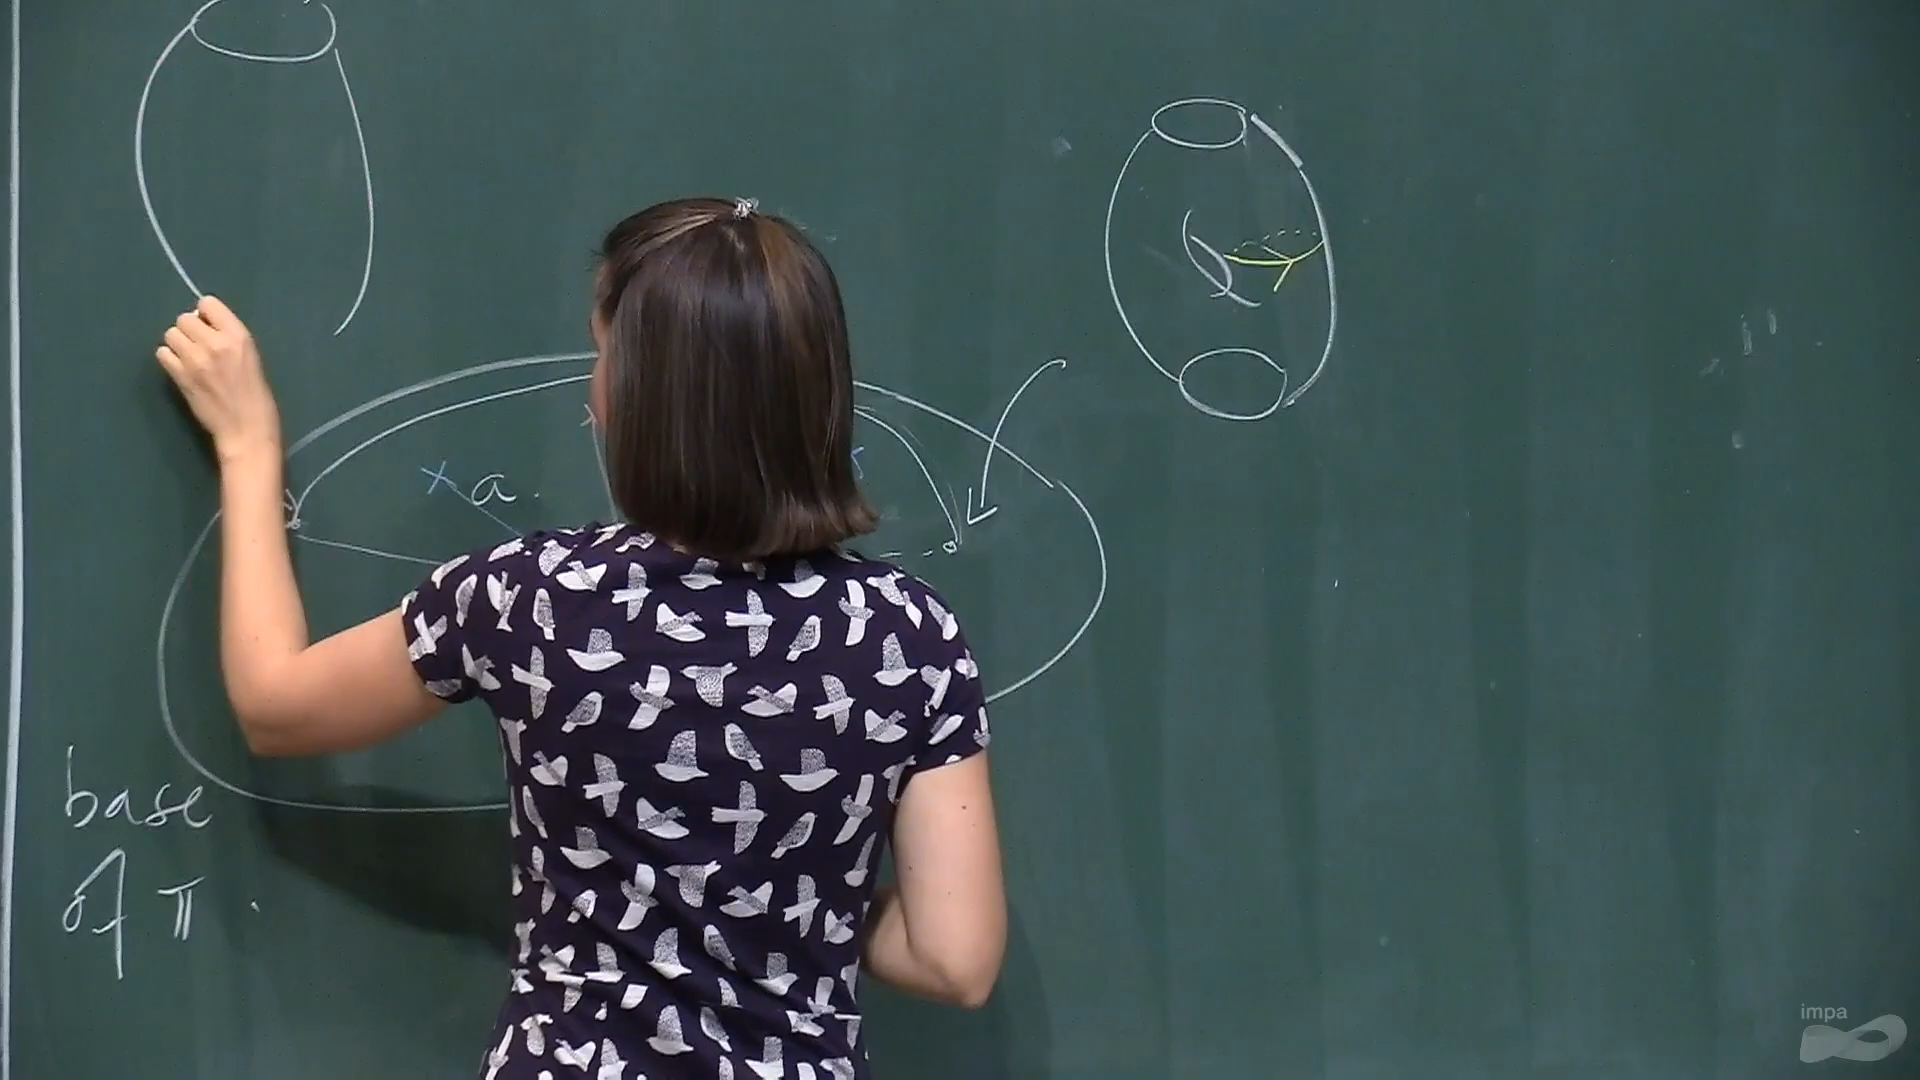 a.
base
of π.
impa